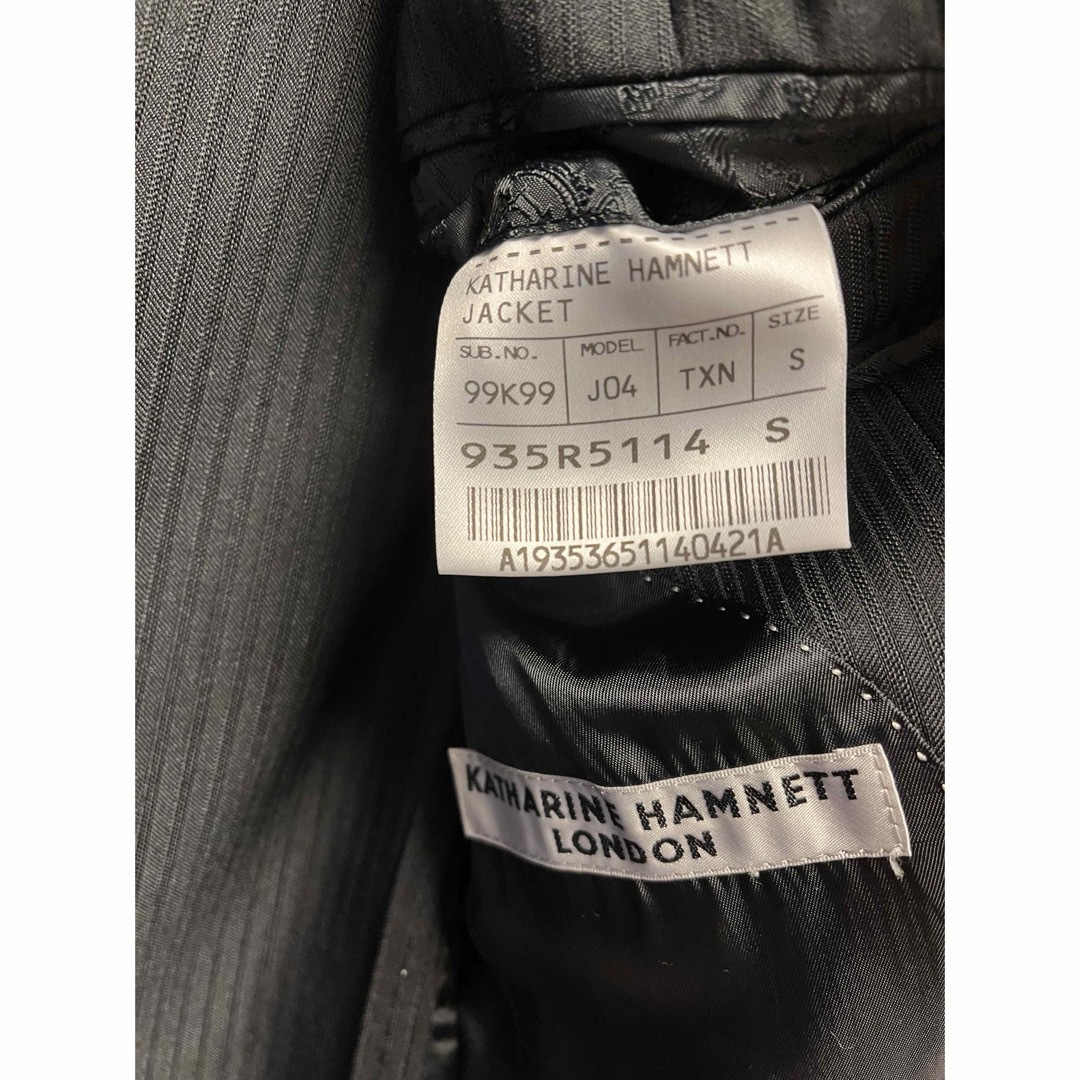 KATHARINE HAMNETT
JACKET
SUB.NO. MODEL FACT.NO. SIZE
99K99 J04 TXN S
935R5114 S
A19353651140421A
KATHARINE HAMNETT
LONDON